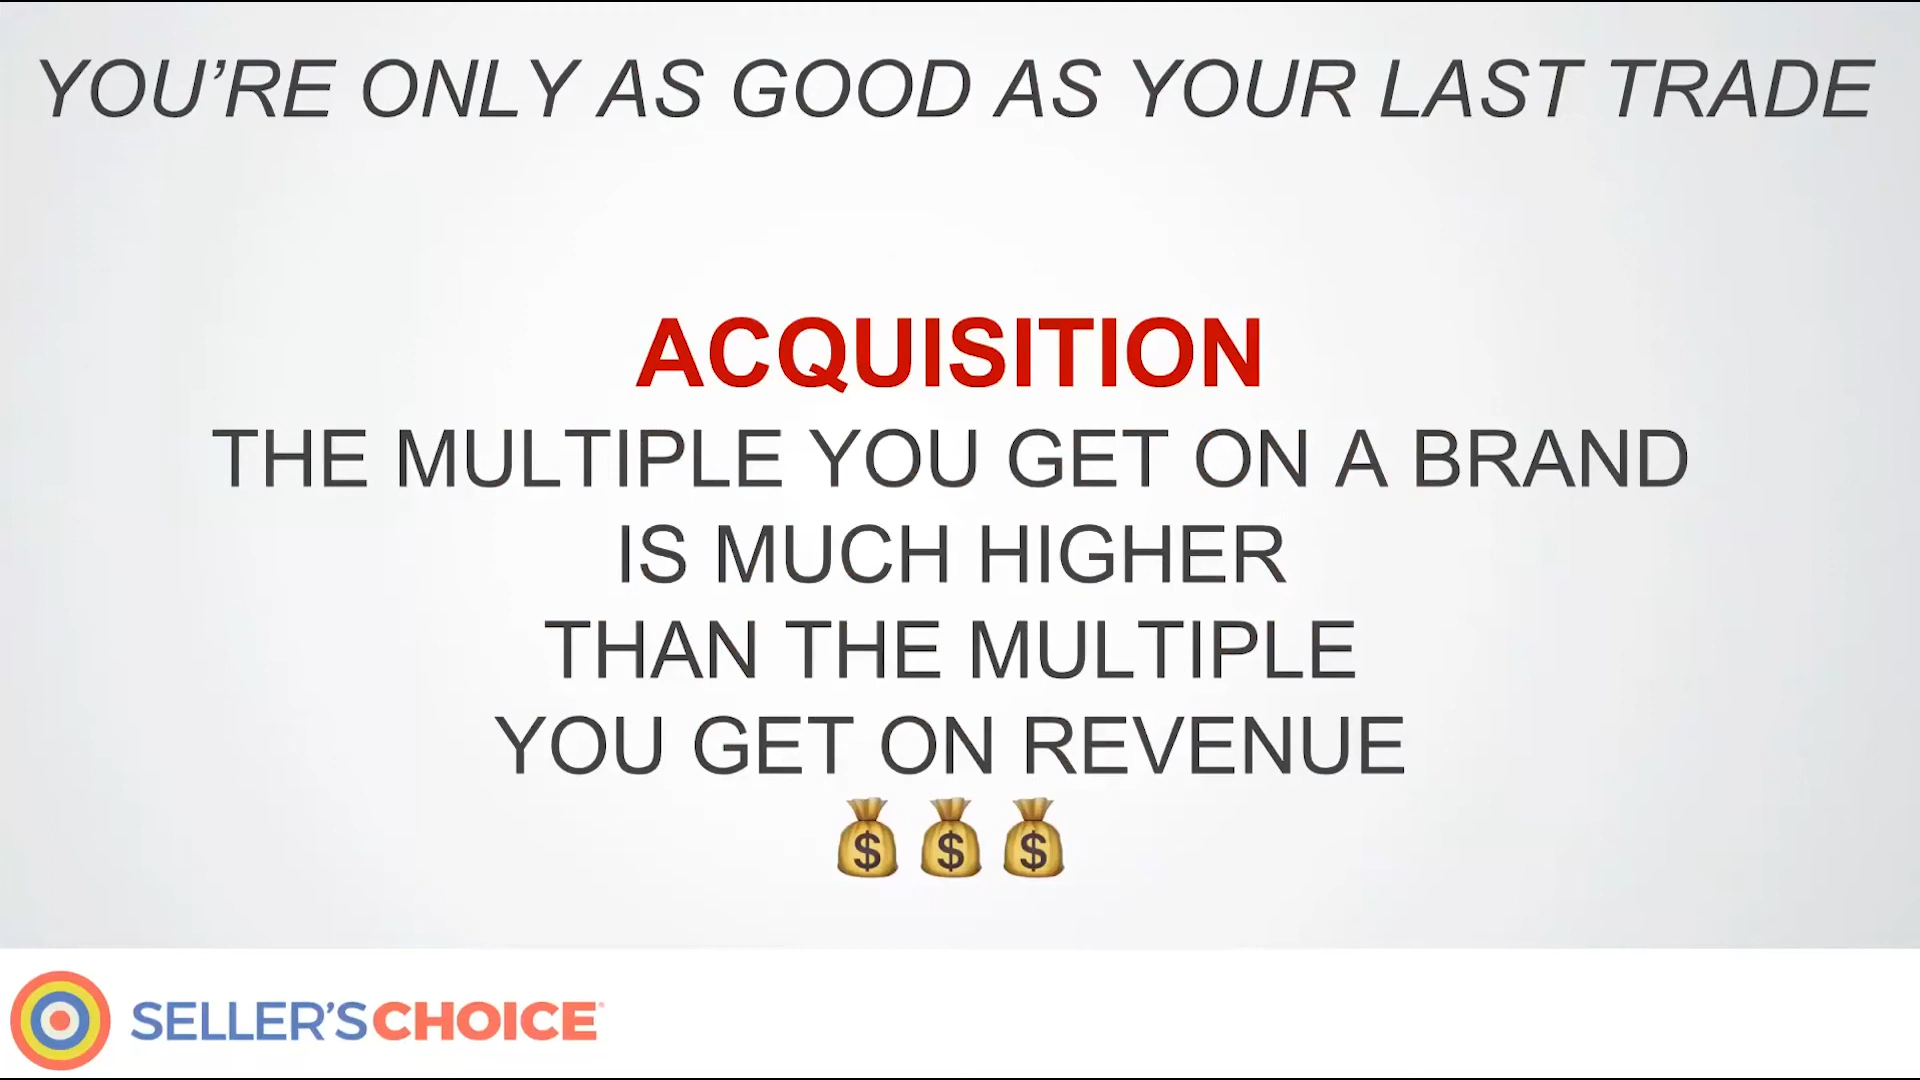 YOU’RE ONLY AS GOOD AS YOUR LAST TRADE
ACQUISITION
THE MULTIPLE YOU GET ON A BRAND
IS MUCH HIGHER
THAN THE MULTIPLE
YOU GET ON REVENUE
$ $ $
SELLER’S CHOICE